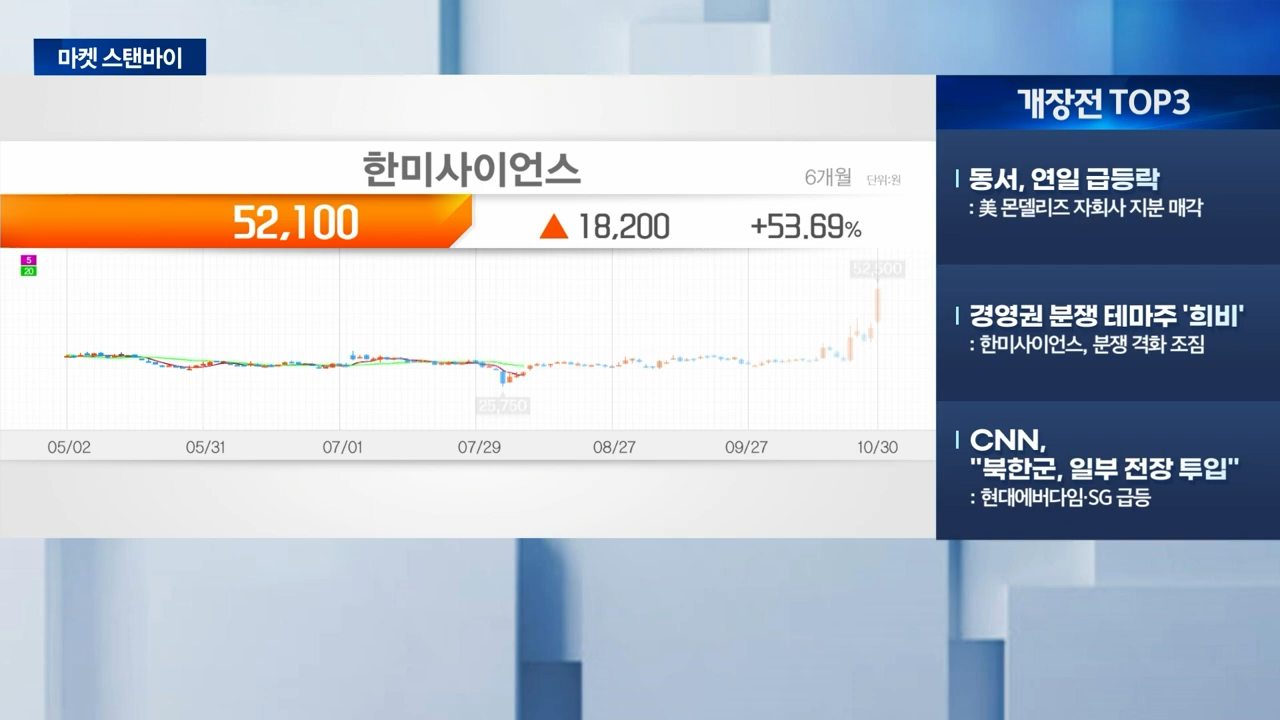 마켓 스탠바이
한미사이언스
6개월 단위:원
52,100 ▲ 18,200 +53.69%
5
20
52,600
25,750
05/02 05/31 07/01 07/29 08/27 09/27 10/30
개장전 TOP3
동서, 연일 급등락
: 美 몬델리즈 자회사 지분 매각
경영권 분쟁 테마주 '희비'
: 한미사이언스, 분쟁 격화 조짐
CNN,
"북한군, 일부 전장 투입"
: 현대에버다임·SG 급등